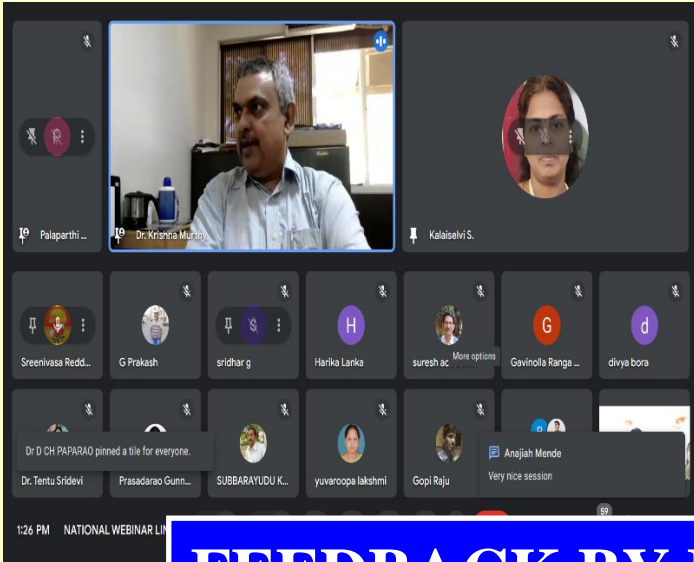 Palaparthi ...
Dr. Krishna Murthy
Kalaiselvi S.
Sreenivasa Redd...
G Prakash
sridhar g
H
Harika Lanka
suresh ac
More options
G
Gavinolla Ranga ...
d
divya bora
Dr D CH PAPARAO pinned a tile for everyone.
Anajiah Mende
Very nice session
Dr. Tentu Sridevi
Prasadarao Gunn...
SUBBARAYUDU K...
yuvaroopa lakshmi
Gopi Raju
59
1:26 PM NATIONAL WEBINAR LIN
FEEDBACK BY